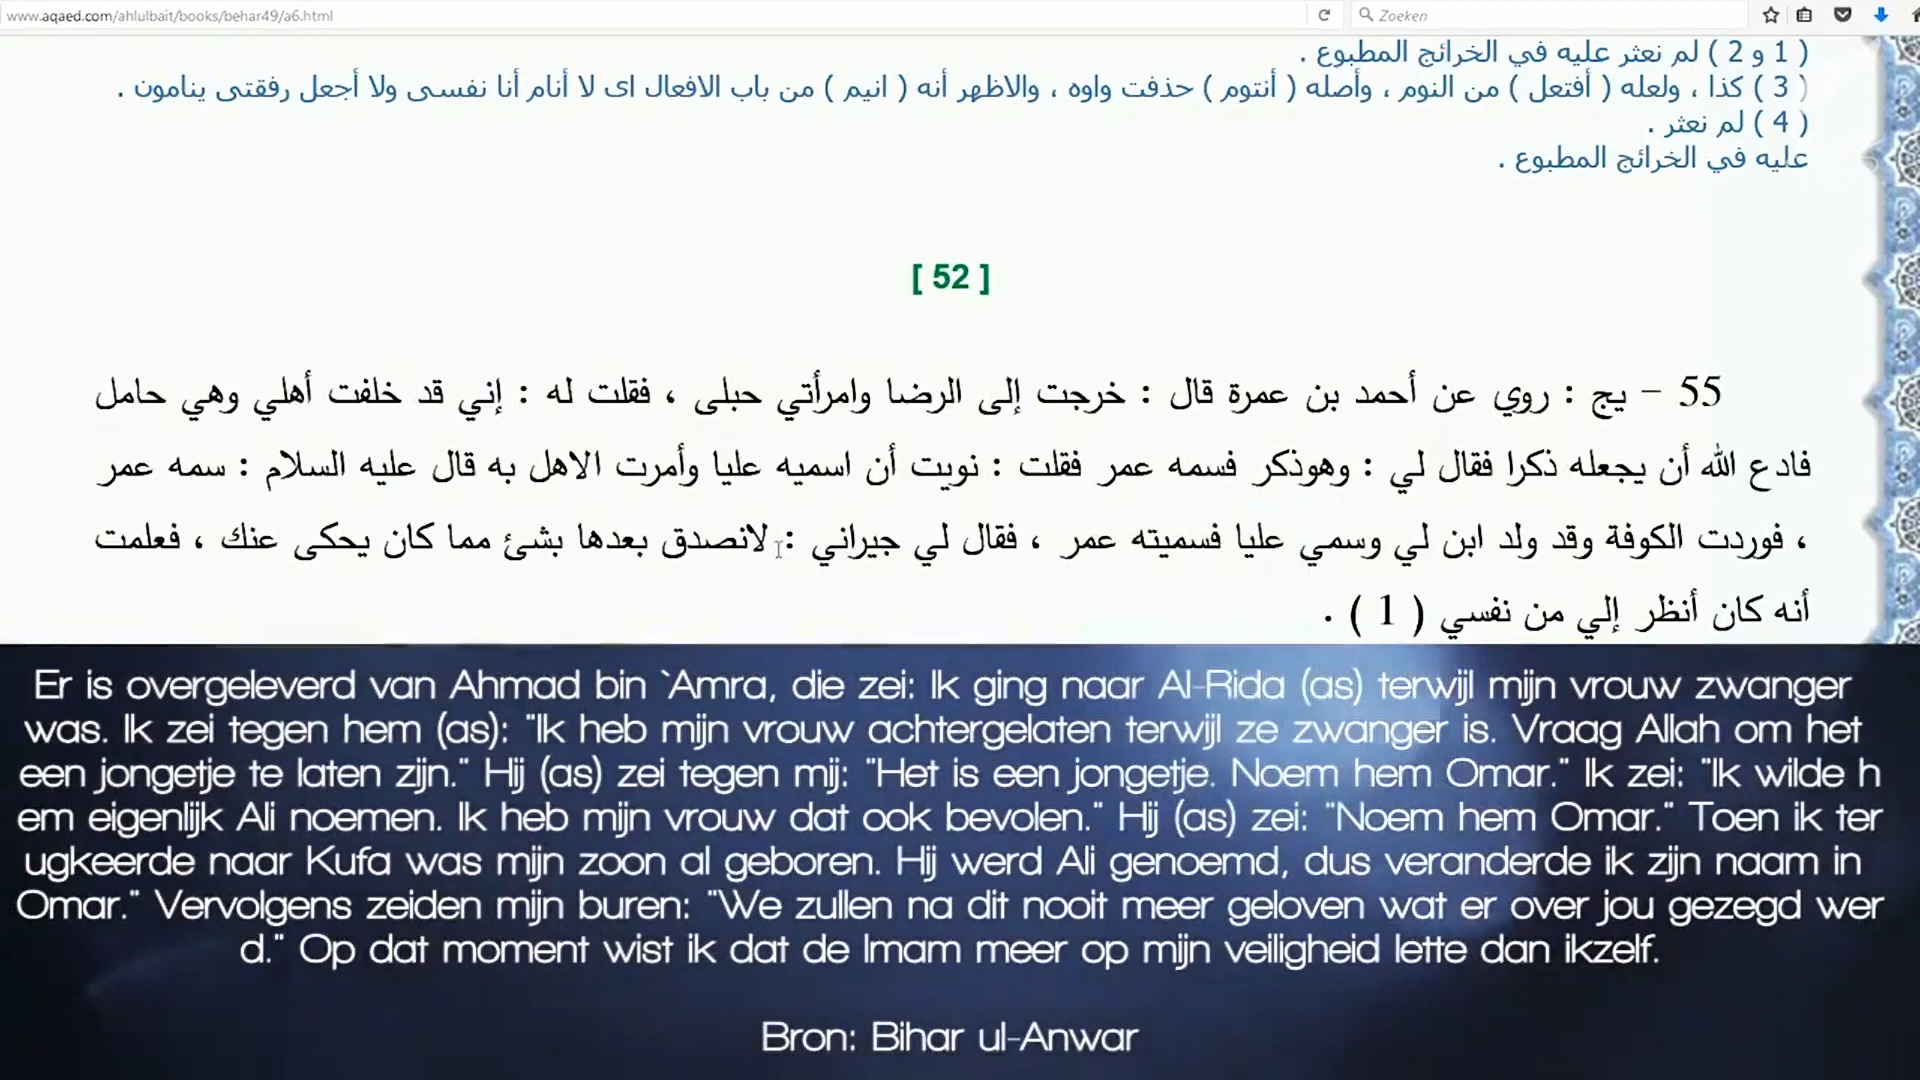 www.aqaed.com/ahlulbait/books/behar49/a6.html
Zoeken
( 1 و 2 ) لم نعثر عليه في الخرائج المطبوع .
( 3 ) كذا ، ولعله ( أفتعل ) من النوم ، وأصله ( أنتوم ) حذفت واوه ، والاظهر أنه ( انيم ) من باب الافعال اى لا أنام أنا نفسى ولا أجعل رفقتى ينامون .
( 4 ) لم نعثر .
عليه في الخرائج المطبوع .
[ 52 ]
55 - يج : روي عن أحمد بن عمرة قال : خرجت إلى الرضا وامرأتي حبلى ، فقلت له : إني قد خلفت أهلي وهي حامل
فادع الله أن يجعله ذكرا فقال لي : وهوذكر فسمه عمر فقلت : نويت أن اسميه عليا وأمرت الاهل به قال عليه السلام : سمه عمر
، فوردت الكوفة وقد ولد ابن لي وسمي عليا فسميته عمر ، فقال لي جيراني : لانصدق بعدها بشئ مما كان يحكى عنك ، فعلمت
أنه كان أنظر إلي من نفسي ( 1 ) .
Er is overgeleverd van Ahmad bin `Amra, die zei: Ik ging naar Al-Rida (as) terwijl mijn vrouw zwanger
was. Ik zei tegen hem (as): "Ik heb mijn vrouw achtergelaten terwijl ze zwanger is. Vraag Allah om het
een jongetje te laten zijn." Hij (as) zei tegen mij: "Het is een jongetje. Noem hem Omar." Ik zei: "Ik wilde h
em eigenlijk Ali noemen. Ik heb mijn vrouw dat ook bevolen." Hij (as) zei: "Noem hem Omar." Toen ik ter
ugkeerde naar Kufa was mijn zoon al geboren. Hij werd Ali genoemd, dus veranderde ik zijn naam in
Omar." Vervolgens zeiden mijn buren: "We zullen na dit nooit meer geloven wat er over jou gezegd wer
d." Op dat moment wist ik dat de Imam meer op mijn veiligheid lette dan ikzelf.
Bron: Bihar ul-Anwar